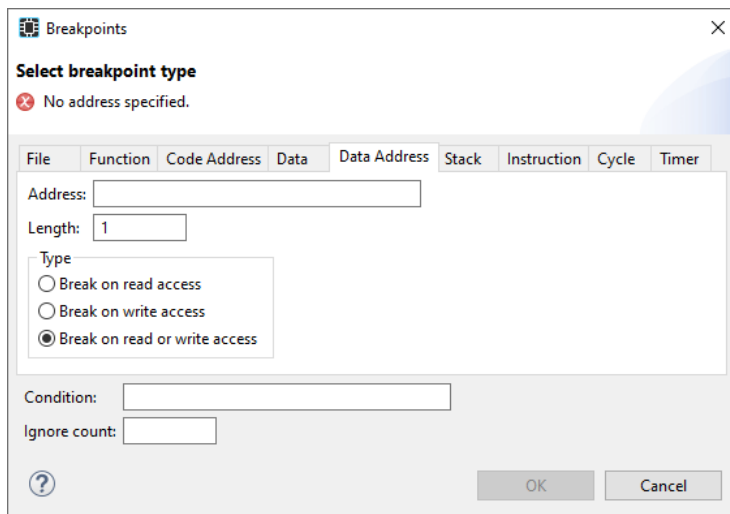 Breakpoints
Select breakpoint type
No address specified.
File Function Code Address Data Data Address Stack Instruction Cycle Timer
Address:
Length: 1
Type
Break on read access
Break on write access
Break on read or write access
Condition:
Ignore count:
? OK Cancel